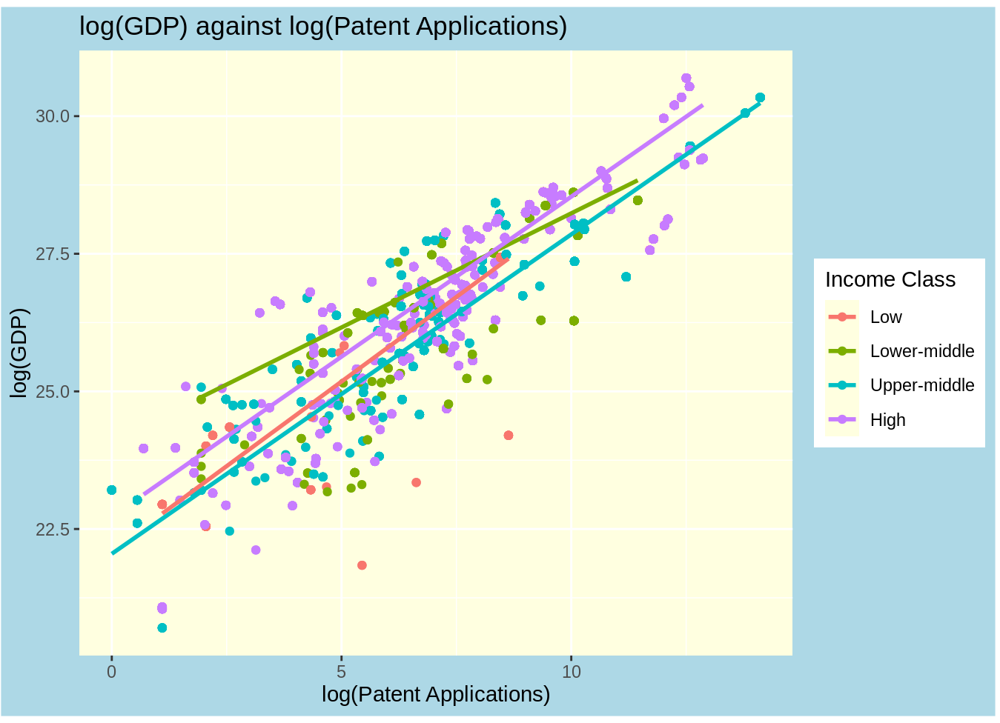 log(GDP) against log(Patent Applications)
30.0
27.5
25.0
22.5
log(GDP)
0 5 10
log(Patent Applications)
Income Class
Low
Lower-middle
Upper-middle
High